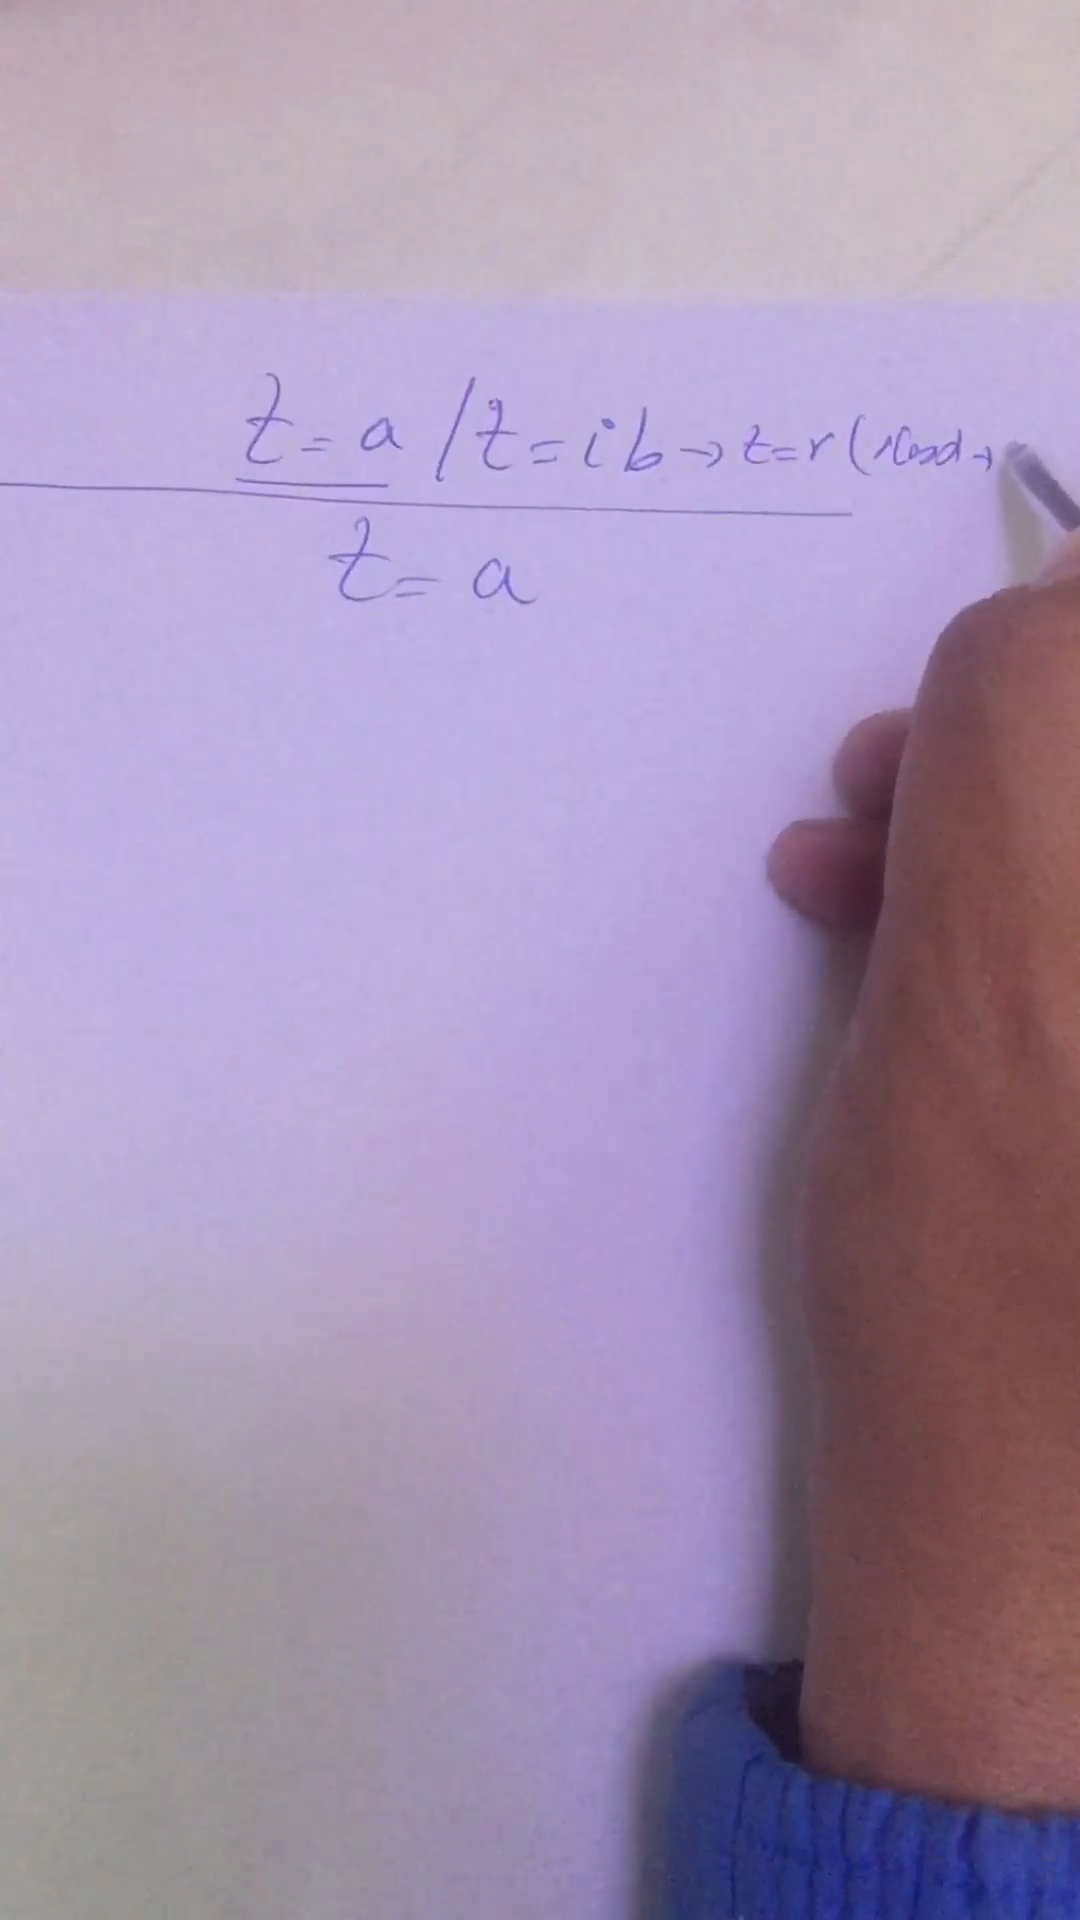 z = a / z = ib → z = r (
z = a